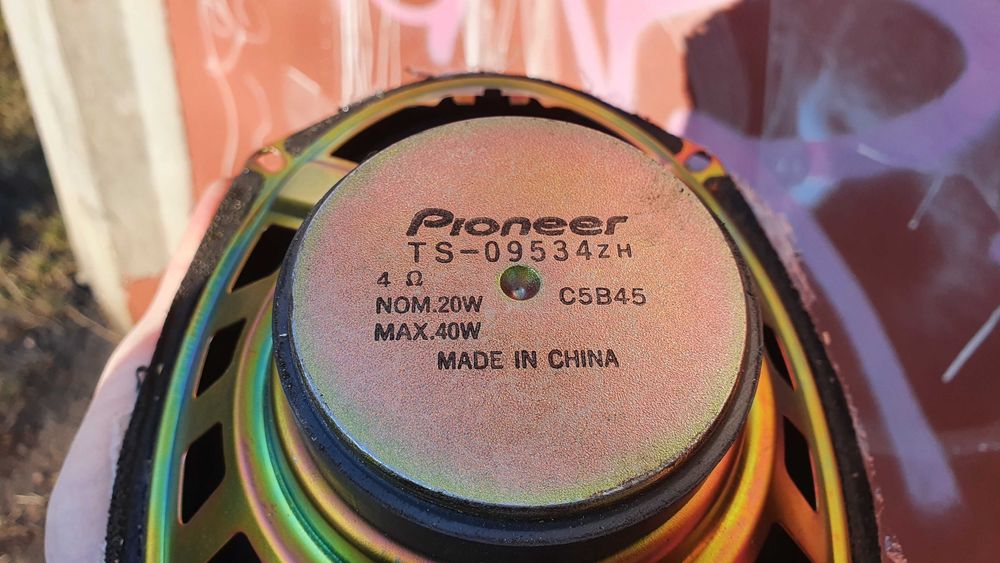 Pioneer
TS-09534ZH
4 Ω
NOM.20W
C5B45
MAX.40W
MADE IN CHINA